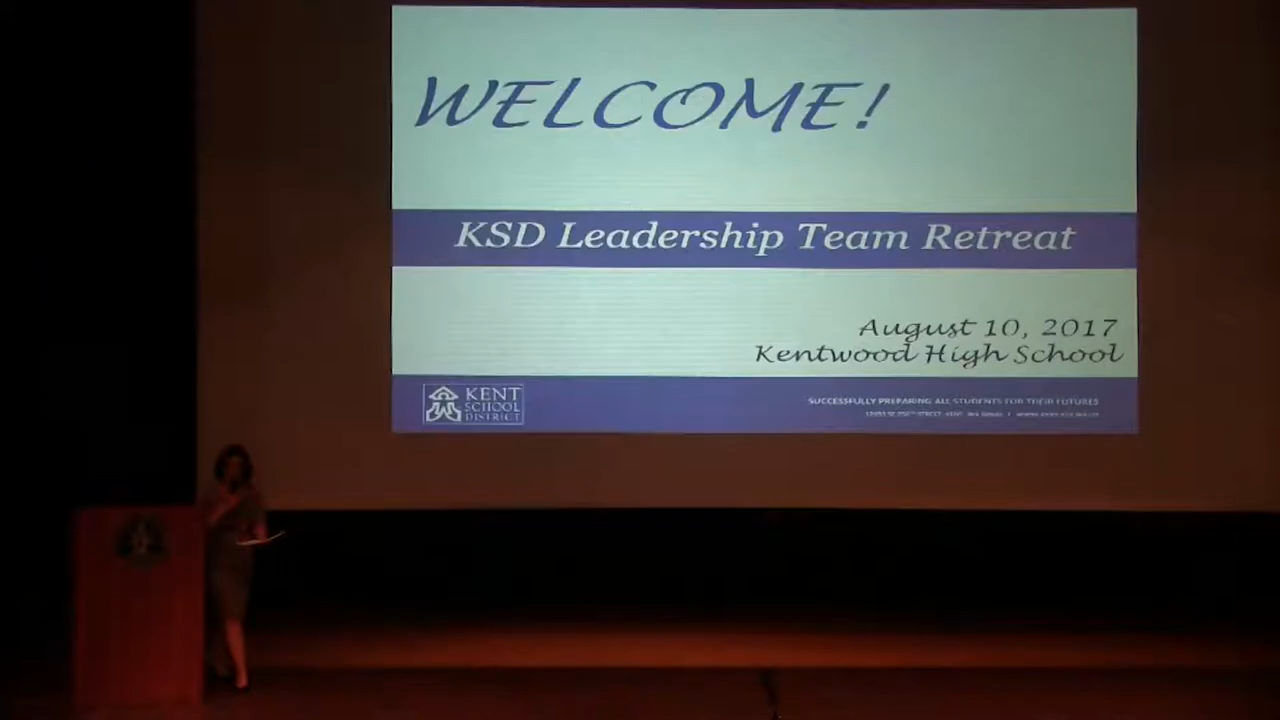 WELCOME!
KSD Leadership Team Retreat
August 10, 2017
Kentwood High School
KENT
SCHOOL
DISTRICT
SUCCESSFULLY PREPARING ALL STUDENTS FOR THEIR FUTURES